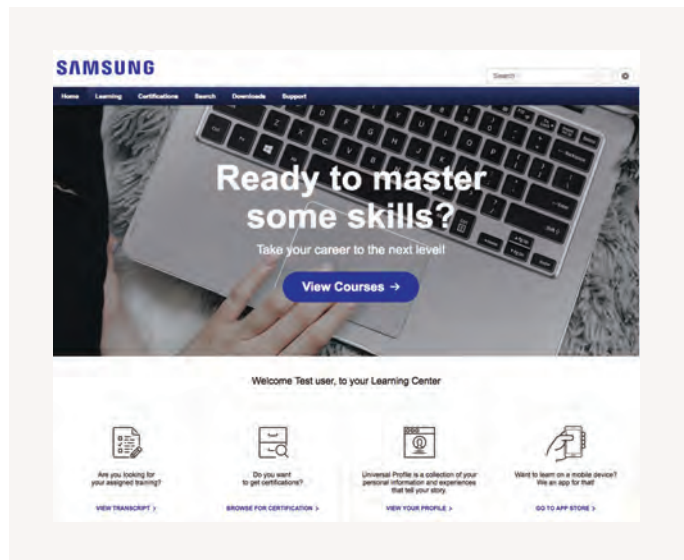 SAMSUNG
Search
Home Learning Certifications Search Downloads Support
Ready to master
some skills?
Take your career to the next level!
View Courses →
Welcome Test user, to your Learning Center
Are you looking for
your assigned training?
VIEW TRANSCRIPT >
Do you want
to get certifications?
BROWSE FOR CERTIFICATION >
Universal Profile is a collection of your
personal information and experiences
that tell your story.
VIEW YOUR PROFILE >
Want to learn on a mobile device?
We an app for that!
GO TO APP STORE >